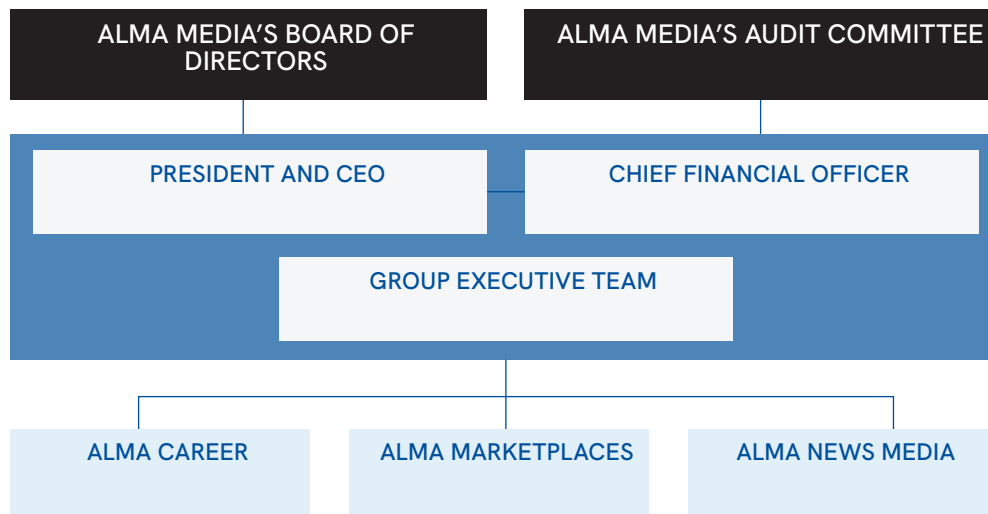 ALMA MEDIA’S BOARD OF
DIRECTORS
ALMA MEDIA’S AUDIT COMMITTEE
PRESIDENT AND CEO
CHIEF FINANCIAL OFFICER
GROUP EXECUTIVE TEAM
ALMA CAREER
ALMA MARKETPLACES
ALMA NEWS MEDIA